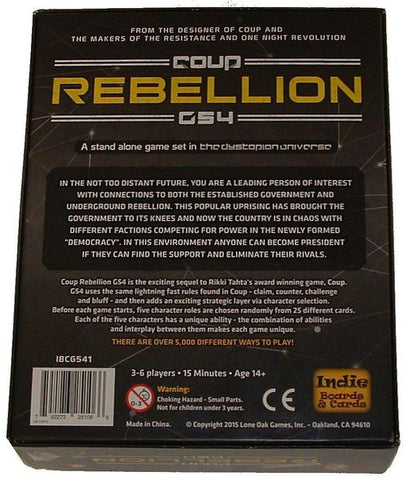 FROM THE DESIGNER OF COUP AND
THE MAKERS OF THE RESISTANCE AND ONE NIGHT REVOLUTION
COUP
REBELLION
G54
A stand alone game set in the dystopian universe
IN THE NOT TOO DISTANT FUTURE, YOU ARE A LEADING PERSON OF INTEREST
WITH CONNECTIONS TO BOTH THE ESTABLISHED GOVERNMENT AND
UNDERGROUND REBELLION. THIS POPULAR UPRISING HAS BROUGHT THE
GOVERNMENT TO ITS KNEES AND NOW THE COUNTRY IS IN CHAOS WITH
DIFFERENT FACTIONS COMPETING FOR POWER IN THE NEWLY FORMED
"DEMOCRACY". IN THIS ENVIRONMENT ANYONE CAN BECOME PRESIDENT
IF THEY CAN FIND THE SUPPORT AND ELIMINATE THEIR RIVALS.
Coup Rebellion G54 is the exciting sequel to Rikki Tahta's award winning game, Coup.
G54 uses the same lightning fast rules found in Coup - claim, counter, challenge
and bluff - and then adds an exciting strategic layer via character selection.
Before each game starts, five character roles are chosen randomly from 25 different cards.
Each of the five characters has a unique ability - the combination of abilities
and interplay between them makes each game unique.
THERE ARE OVER 5,000 DIFFERENT WAYS TO PLAY!
IBCG541
3-6 players • 15 Minutes • Age 14+
0-3
Warning:
Choking Hazard - Small Parts.
Not for children under 3 years.
CE
Indie
Boards
& Cards
Made in China.
Copyright 2015 Lone Oak Games, Inc. - Oakland, CA 94610